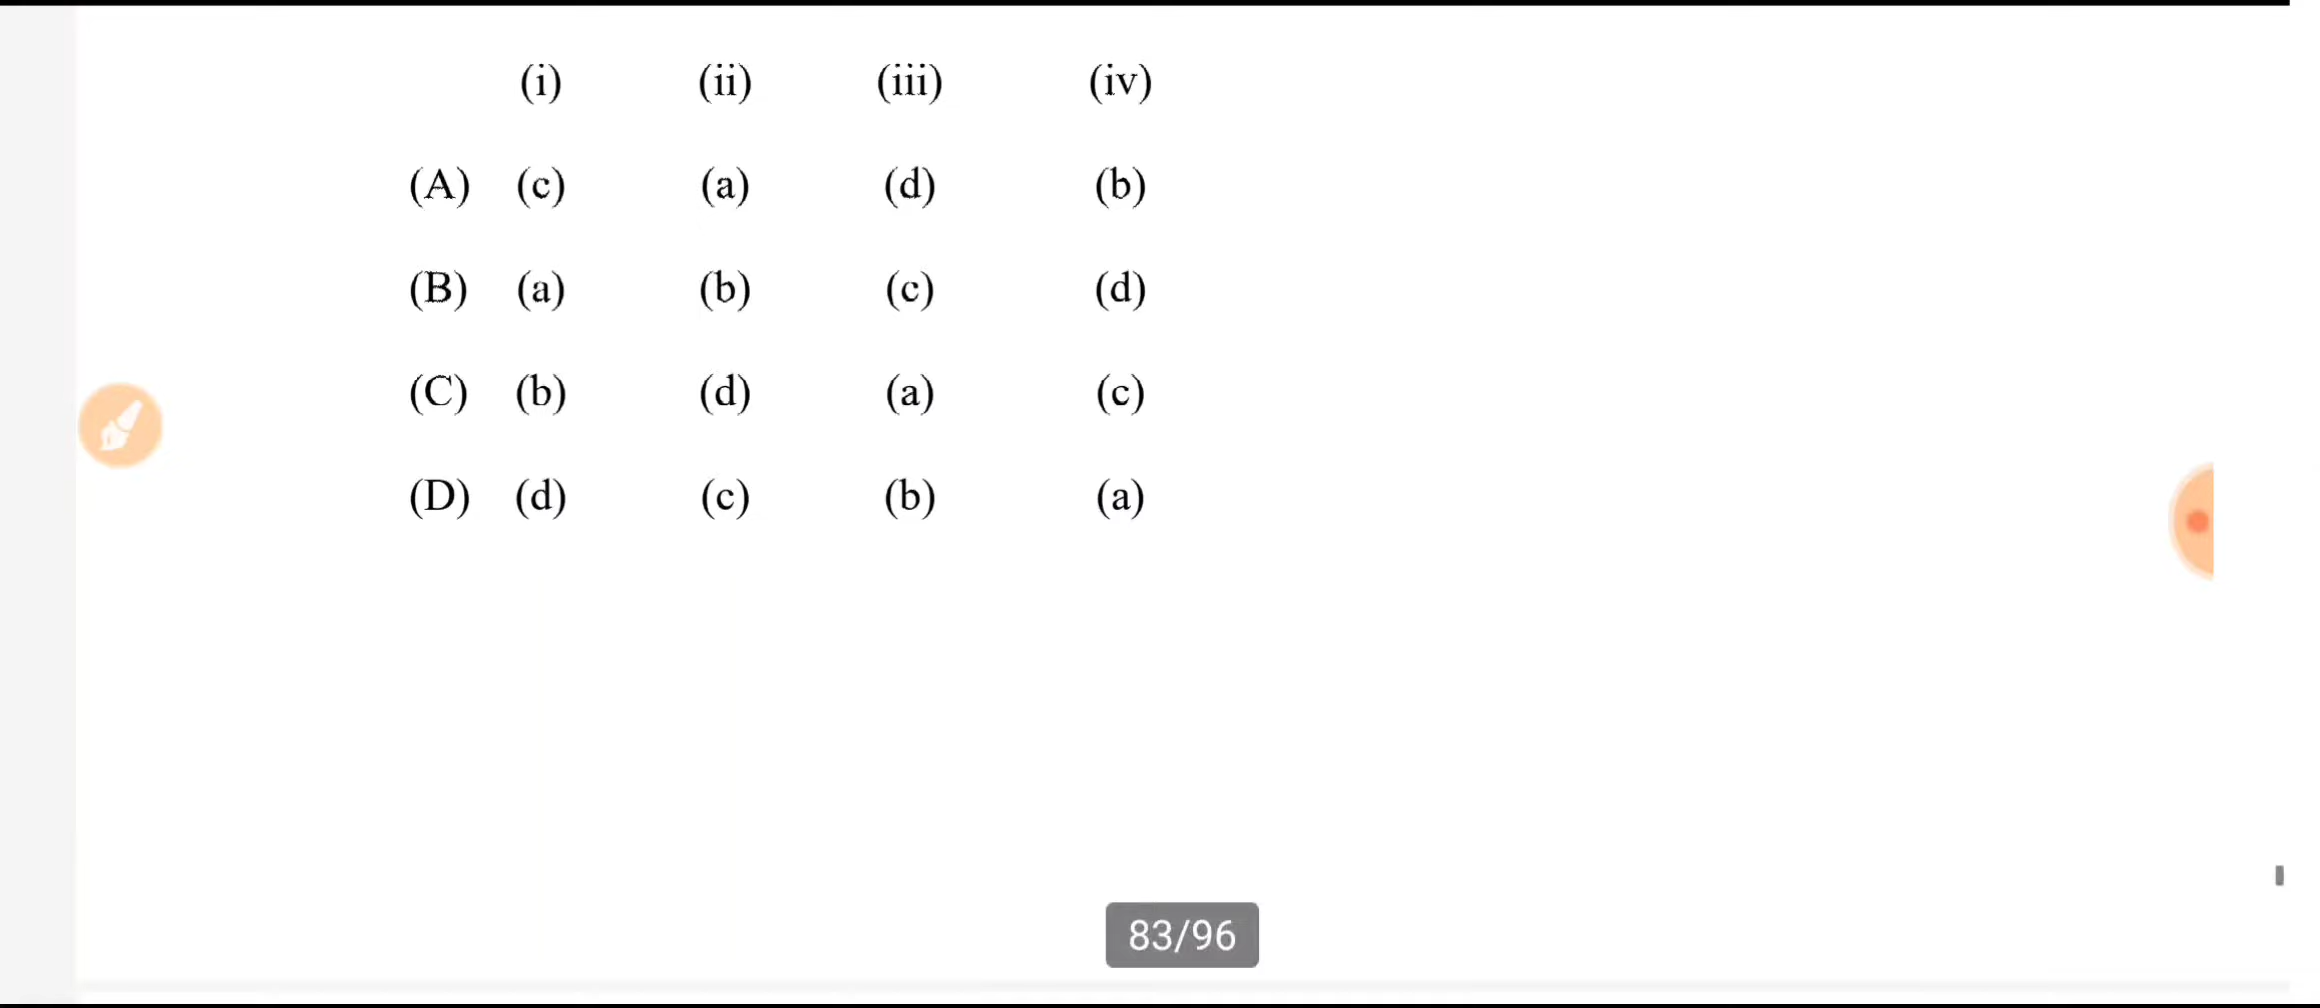 (i) (ii) (iii) (iv)
(A) (c) (a) (d) (b)
(B) (a) (b) (c) (d)
(C) (b) (d) (a) (c)
(D) (d) (c) (b) (a)
83/96